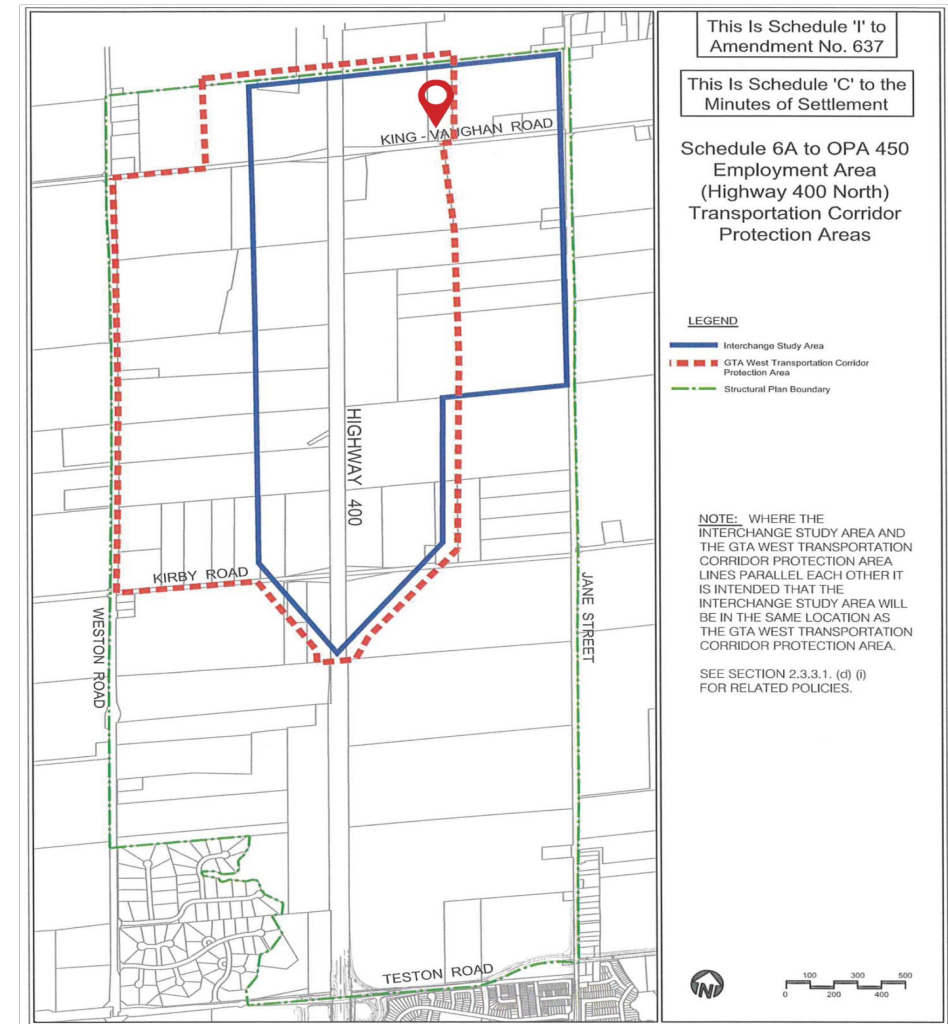 This Is Schedule 'I' to
Amendment No. 637
This Is Schedule 'C' to the
Minutes of Settlement
Schedule 6A to OPA 450
Employment Area
(Highway 400 North)
Transportation Corridor
Protection Areas
LEGEND
Interchange Study Area
GTA West Transportation Corridor
Protection Area
Structural Plan Boundary
NOTE: WHERE THE
INTERCHANGE STUDY AREA AND
THE GTA WEST TRANSPORTATION
CORRIDOR PROTECTION AREA
LINES PARALLEL EACH OTHER IT
IS INTENDED THAT THE
INTERCHANGE STUDY AREA WILL
BE IN THE SAME LOCATION AS
THE GTA WEST TRANSPORTATION
CORRIDOR PROTECTION AREA.
SEE SECTION 2.3.3.1. (d) (i)
FOR RELATED POLICIES.
KING - VAUGHAN ROAD
HIGHWAY 400
KIRBY ROAD
WESTON ROAD
JANE STREET
TESTON ROAD
N
100 300 500
0 200 400